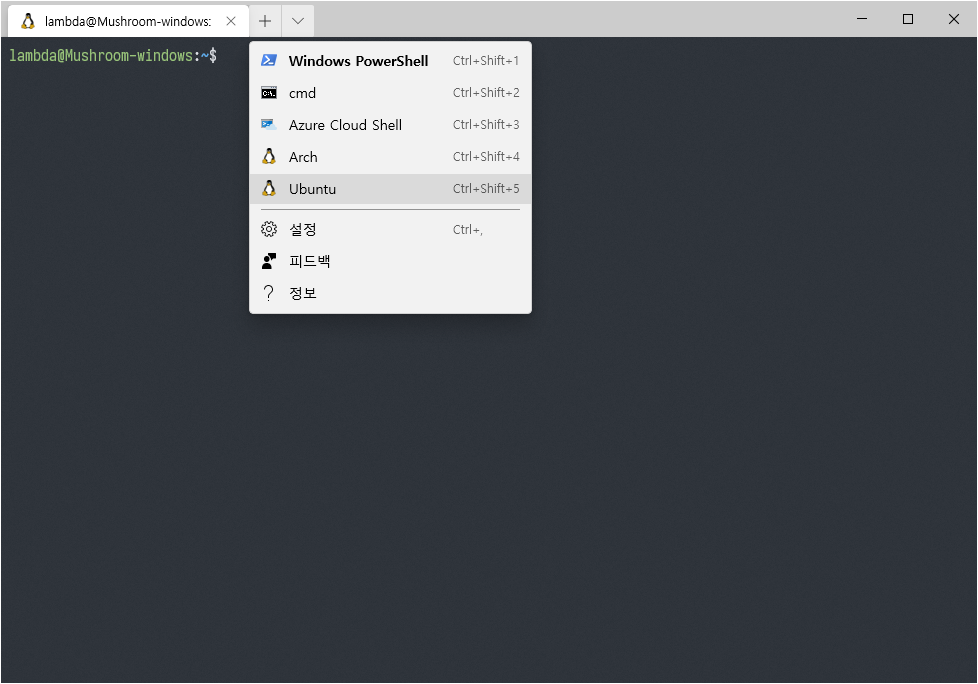 lambda@Mushroom-windows:
lambda@Mushroom-windows:~$
Windows PowerShell Ctrl+Shift+1
cmd Ctrl+Shift+2
Azure Cloud Shell Ctrl+Shift+3
Arch Ctrl+Shift+4
Ubuntu Ctrl+Shift+5
설정 Ctrl+,
피드백
정보